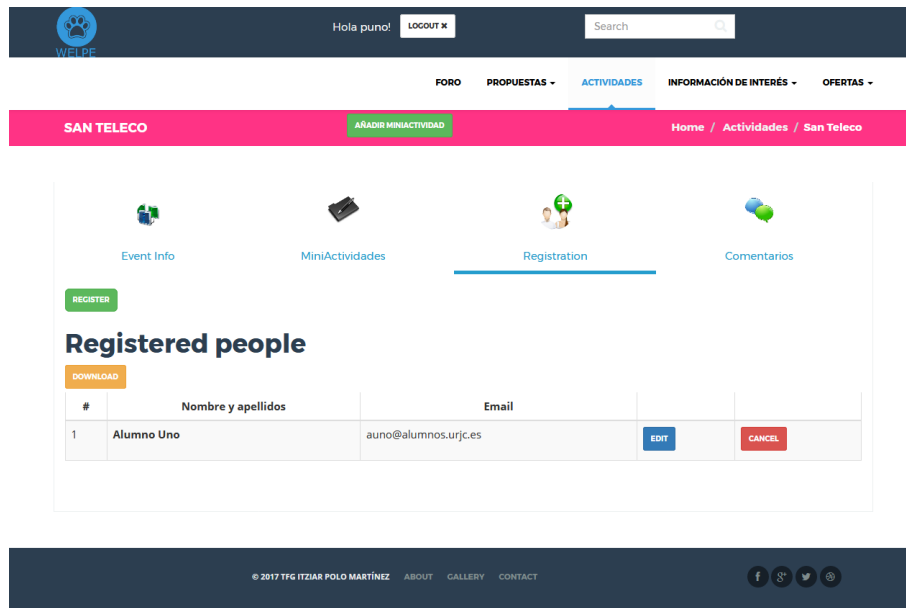 WELPE
Hola puno! LOGOUT ✖ Search
FORO PROPUESTAS ACTIVIDADES INFORMACIÓN DE INTERÉS OFERTAS
SAN TELECO AÑADIR MINIACTIVIDAD Home / Actividades / San Teleco
Event Info MiniActividades Registration Comentarios
REGISTER
Registered people
DOWNLOAD
# Nombre y apellidos Email
1 Alumno Uno auno@alumnos.urjc.es EDIT CANCEL
© 2017 TFG ITZIAR POLO MARTÍNEZ ABOUT GALLERY CONTACT